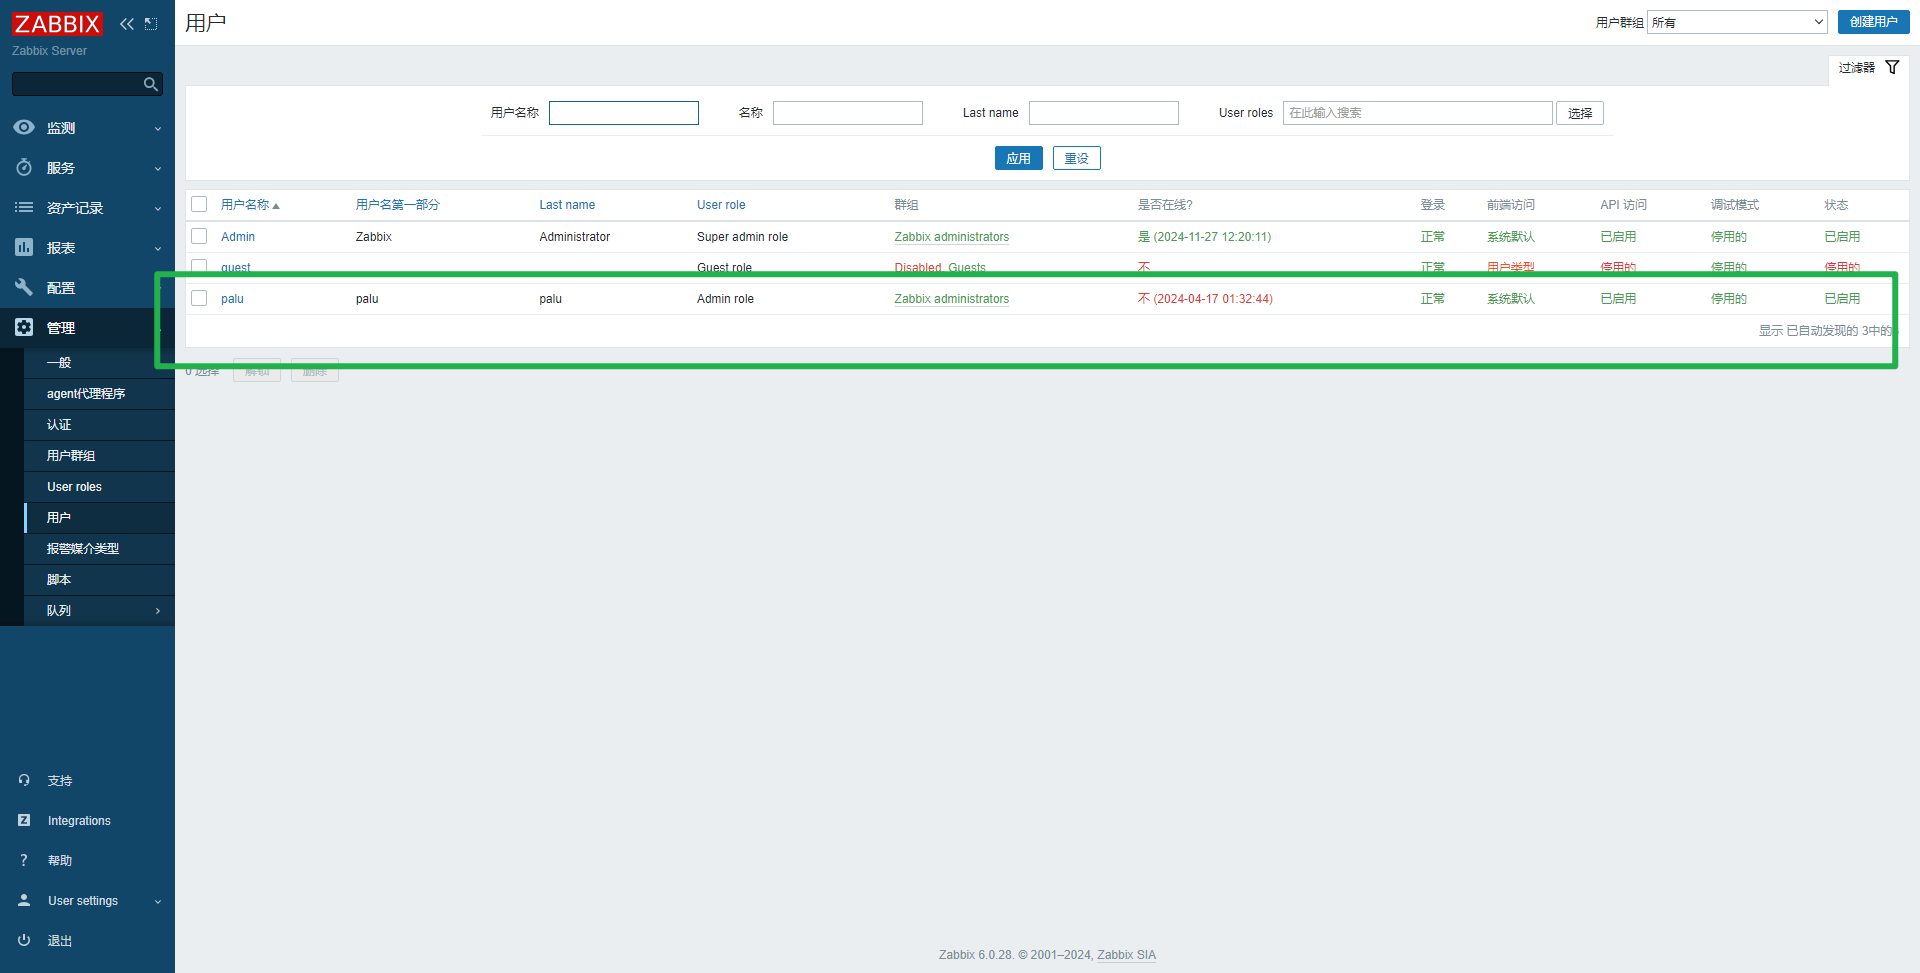 ZABBIX
Zabbix Server
监测
服务
资产记录
报表
配置
管理
一般
agent代理程序
认证
用户群组
User roles
用户
报警媒介类型
脚本
队列
支持
Integrations
帮助
User settings
退出
用户
用户群组 所有 创建用户
过滤器
用户名称 名称 Last name User roles 在此输入搜索 选择
应用 重设
用户名称 用户名第一部分 Last name User role 群组 是否在线? 登录 前端访问 API 访问 调试模式 状态
Admin Zabbix Administrator Super admin role Zabbix administrators 是 (2024-11-27 12:20:11) 正常 系统默认 已启用 停用的 已启用
guest Guest role Disabled, Guests 不 正常 用户类型 停用的 停用的 停用的
palu palu palu Admin role Zabbix administrators 不 (2024-04-17 01:32:44) 正常 系统默认 已启用 停用的 已启用
显示 已自动发现的 3中的
0 选择 解锁 删除
Zabbix 6.0.28. © 2001–2024, Zabbix SIA